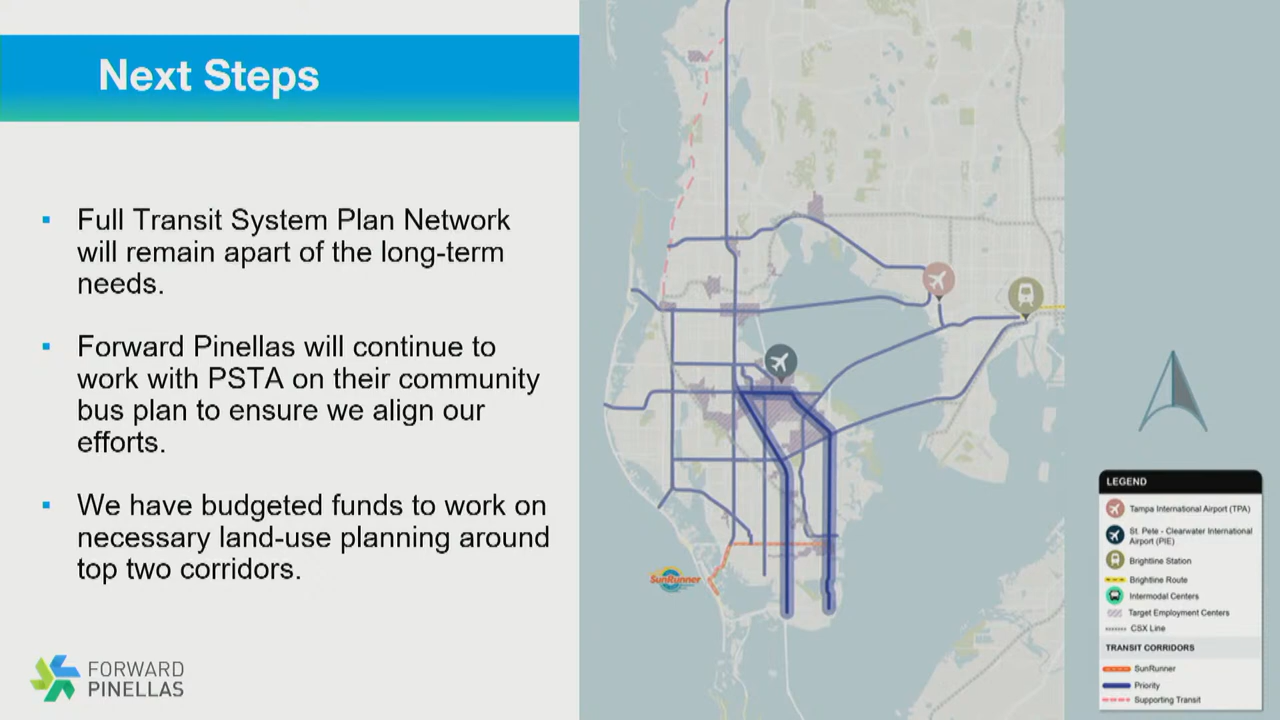 Next Steps
Full Transit System Plan Network
will remain apart of the long-term
needs.
Forward Pinellas will continue to
work with PSTA on their community
bus plan to ensure we align our
efforts.
We have budgeted funds to work on
necessary land-use planning around
top two corridors.
FORWARD
PINELLAS
SunRunner
LEGEND
Tampa International Airport (TPA)
St. Pete - Clearwater International
Airport (PIE)
Brightline Station
Brightline Route
Intermodal Centers
Target Employment Centers
CSX Line
TRANSIT CORRIDORS
SunRunner
Priority
Supporting Transit